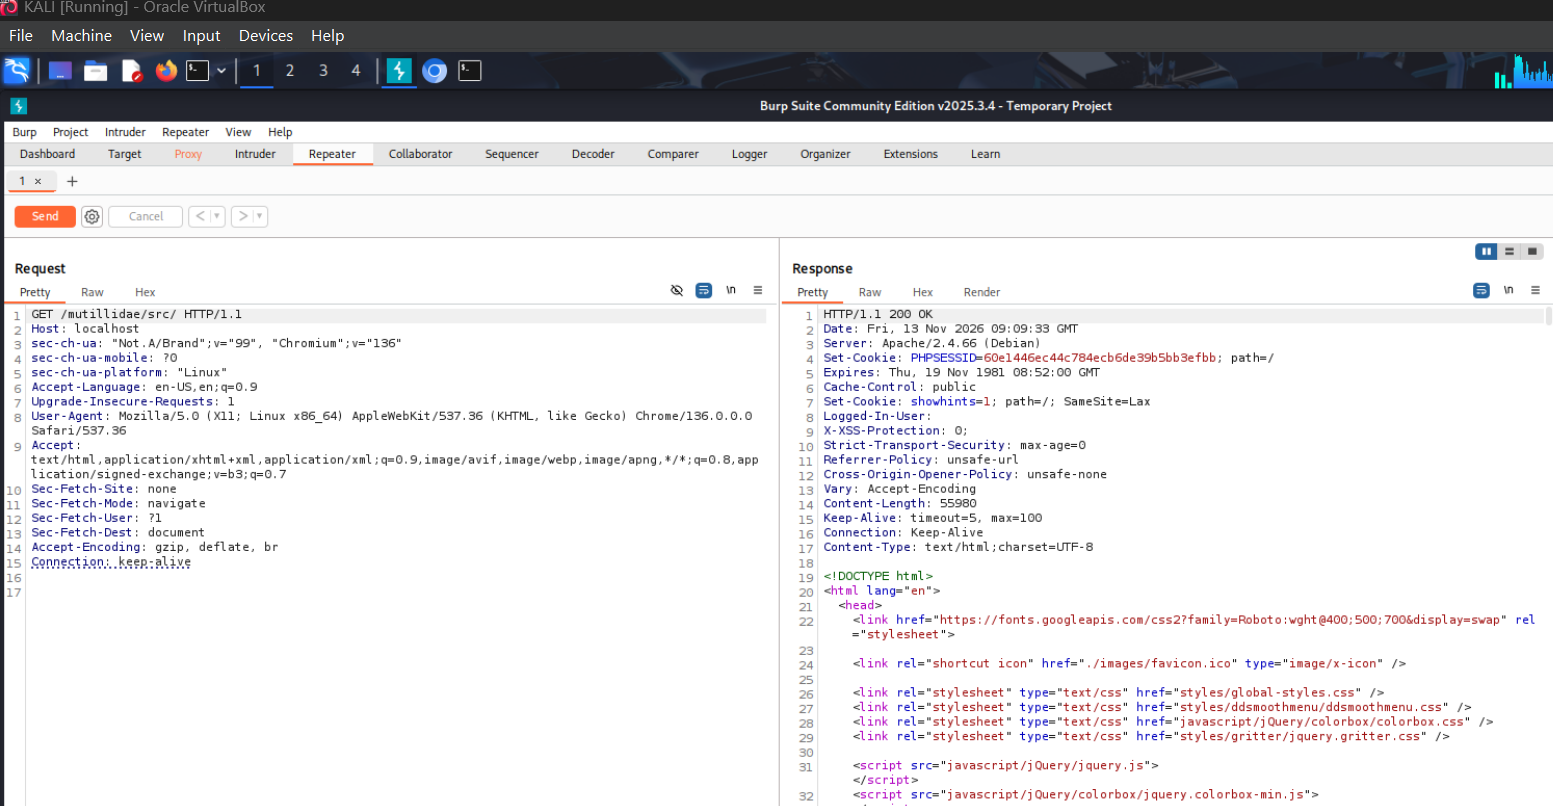 KALI [Running] - Oracle VirtualBox
File Machine View Input Devices Help
1 2 3 4
Burp Suite Community Edition v2025.3.4 - Temporary Project
Burp Project Intruder Repeater View Help
Dashboard Target Proxy Intruder Repeater Collaborator Sequencer Decoder Comparer Logger Organizer Extensions Learn
1 × +
Send Cancel < >
Request
Pretty Raw Hex \n
1 GET /mutillidae/src/ HTTP/1.1
2 Host: localhost
3 sec-ch-ua: "Not.A/Brand";v="99", "Chromium";v="136"
4 sec-ch-ua-mobile: ?0
5 sec-ch-ua-platform: "Linux"
6 Accept-Language: en-US,en;q=0.9
7 Upgrade-Insecure-Requests: 1
8 User-Agent: Mozilla/5.0 (X11; Linux x86_64) AppleWebKit/537.36 (KHTML, like Gecko) Chrome/136.0.0.0
Safari/537.36
9 Accept:
text/html,application/xhtml+xml,application/xml;q=0.9,image/avif,image/webp,image/apng,*/*;q=0.8,app
lication/signed-exchange;v=b3;q=0.7
10 Sec-Fetch-Site: none
11 Sec-Fetch-Mode: navigate
12 Sec-Fetch-User: ?1
13 Sec-Fetch-Dest: document
14 Accept-Encoding: gzip, deflate, br
15 Connection: keep-alive
16
17
Response
Pretty Raw Hex Render \n
1 HTTP/1.1 200 OK
2 Date: Fri, 13 Nov 2026 09:09:33 GMT
3 Server: Apache/2.4.66 (Debian)
4 Set-Cookie: PHPSESSID=60e1446ec44c784ecb6de39b5bb3efbb; path=/
5 Expires: Thu, 19 Nov 1981 08:52:00 GMT
6 Cache-Control: public
7 Set-Cookie: showhints=1; path=/; SameSite=Lax
8 Logged-In-User:
9 X-XSS-Protection: 0;
10 Strict-Transport-Security: max-age=0
11 Referrer-Policy: unsafe-url
12 Cross-Origin-Opener-Policy: unsafe-none
13 Vary: Accept-Encoding
14 Content-Length: 55980
15 Keep-Alive: timeout=5, max=100
16 Connection: Keep-Alive
17 Content-Type: text/html;charset=UTF-8
18
19 <!DOCTYPE html>
20 <html lang="en">
21 <head>
22 <link href="https://fonts.googleapis.com/css2?family=Roboto:wght@400;500;700&display=swap" rel
="stylesheet">
23
24 <link rel="shortcut icon" href="./images/favicon.ico" type="image/x-icon" />
25
26 <link rel="stylesheet" type="text/css" href="styles/global-styles.css" />
27 <link rel="stylesheet" type="text/css" href="styles/ddsmoothmenu/ddsmoothmenu.css" />
28 <link rel="stylesheet" type="text/css" href="javascript/jQuery/colorbox/colorbox.css" />
29 <link rel="stylesheet" type="text/css" href="styles/gritter/jquery.gritter.css" />
30
31 <script src="javascript/jQuery/jquery.js">
</script>
32 <script src="javascript/jQuery/colorbox/jquery.colorbox-min.js">